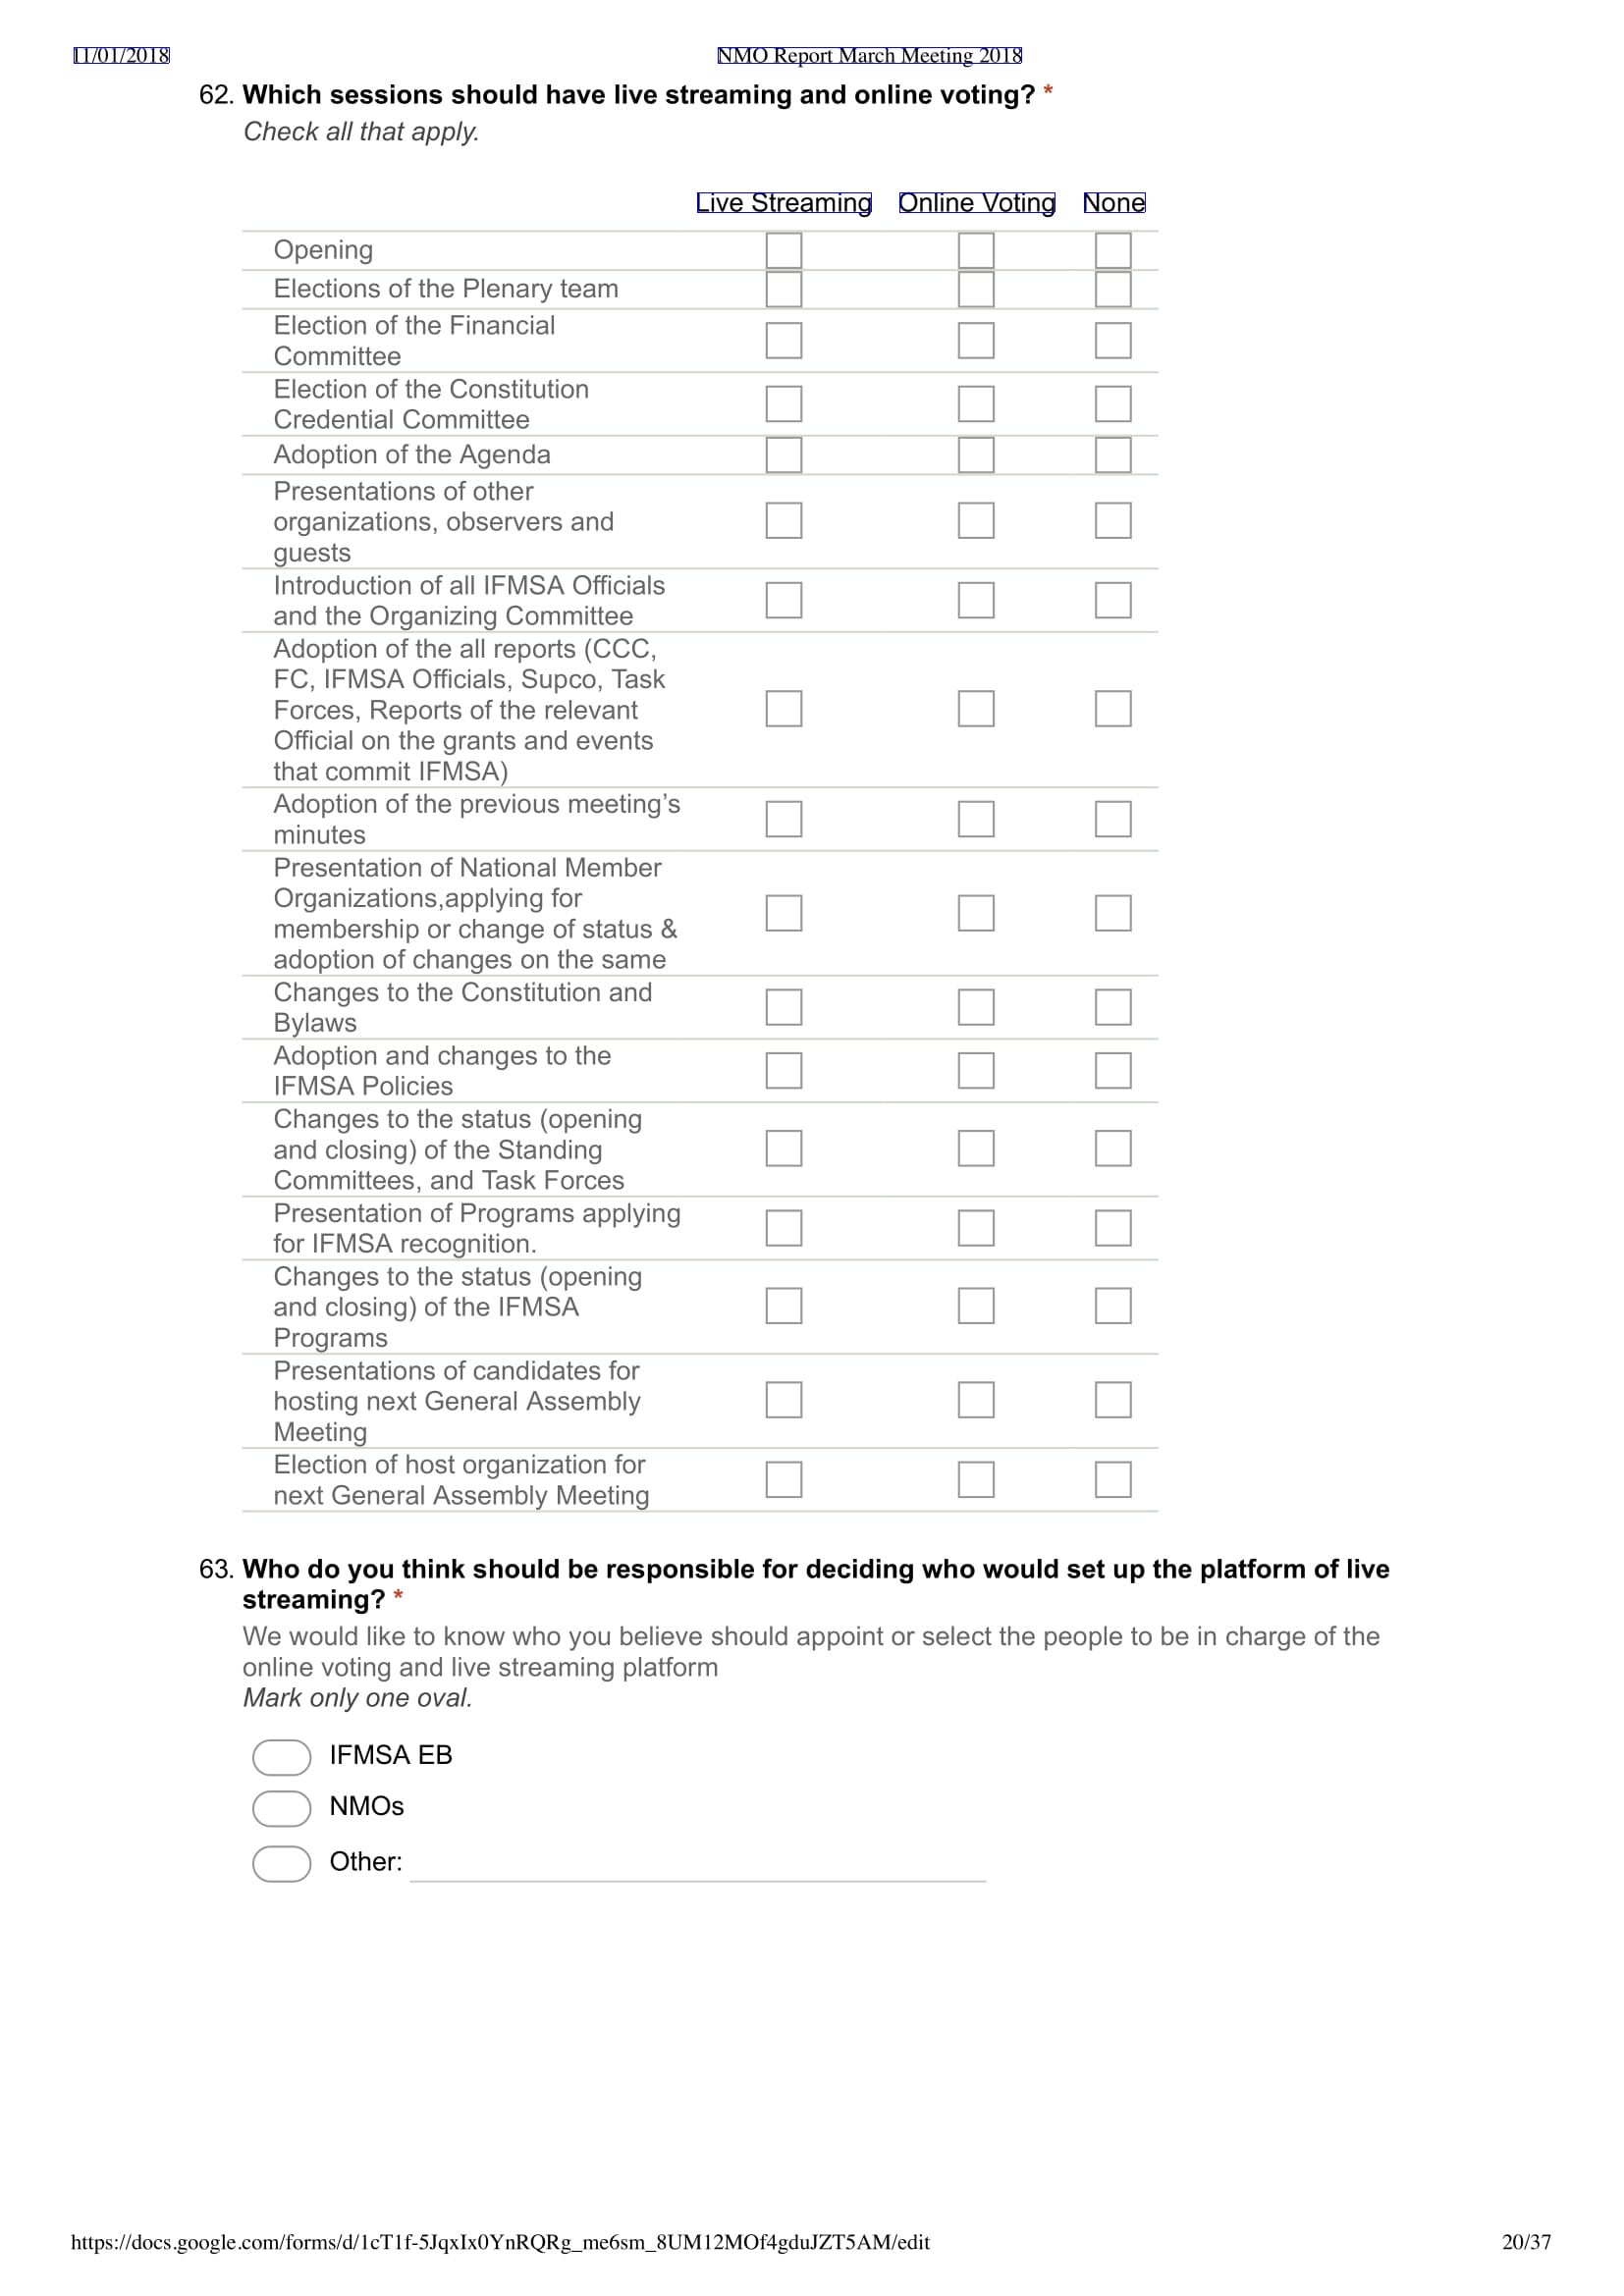 11/01/2018
NMO Report March Meeting 2018
62. Which sessions should have live streaming and online voting? *
Check all that apply.
Live Streaming Online Voting None
Opening
Elections of the Plenary team
Election of the Financial
Committee
Election of the Constitution
Credential Committee
Adoption of the Agenda
Presentations of other
organizations, observers and
guests
Introduction of all IFMSA Officials
and the Organizing Committee
Adoption of the all reports (CCC,
FC, IFMSA Officials, Supco, Task
Forces, Reports of the relevant
Official on the grants and events
that commit IFMSA)
Adoption of the previous meeting’s
minutes
Presentation of National Member
Organizations,applying for
membership or change of status &
adoption of changes on the same
Changes to the Constitution and
Bylaws
Adoption and changes to the
IFMSA Policies
Changes to the status (opening
and closing) of the Standing
Committees, and Task Forces
Presentation of Programs applying
for IFMSA recognition.
Changes to the status (opening
and closing) of the IFMSA
Programs
Presentations of candidates for
hosting next General Assembly
Meeting
Election of host organization for
next General Assembly Meeting
63. Who do you think should be responsible for deciding who would set up the platform of live
streaming? *
We would like to know who you believe should appoint or select the people to be in charge of the
online voting and live streaming platform
Mark only one oval.
IFMSA EB
NMOs
Other:
https://docs.google.com/forms/d/1cT1f-5JqxIx0YnRQRg_me6sm_8UM12MOf4gduJZT5AM/edit
20/37